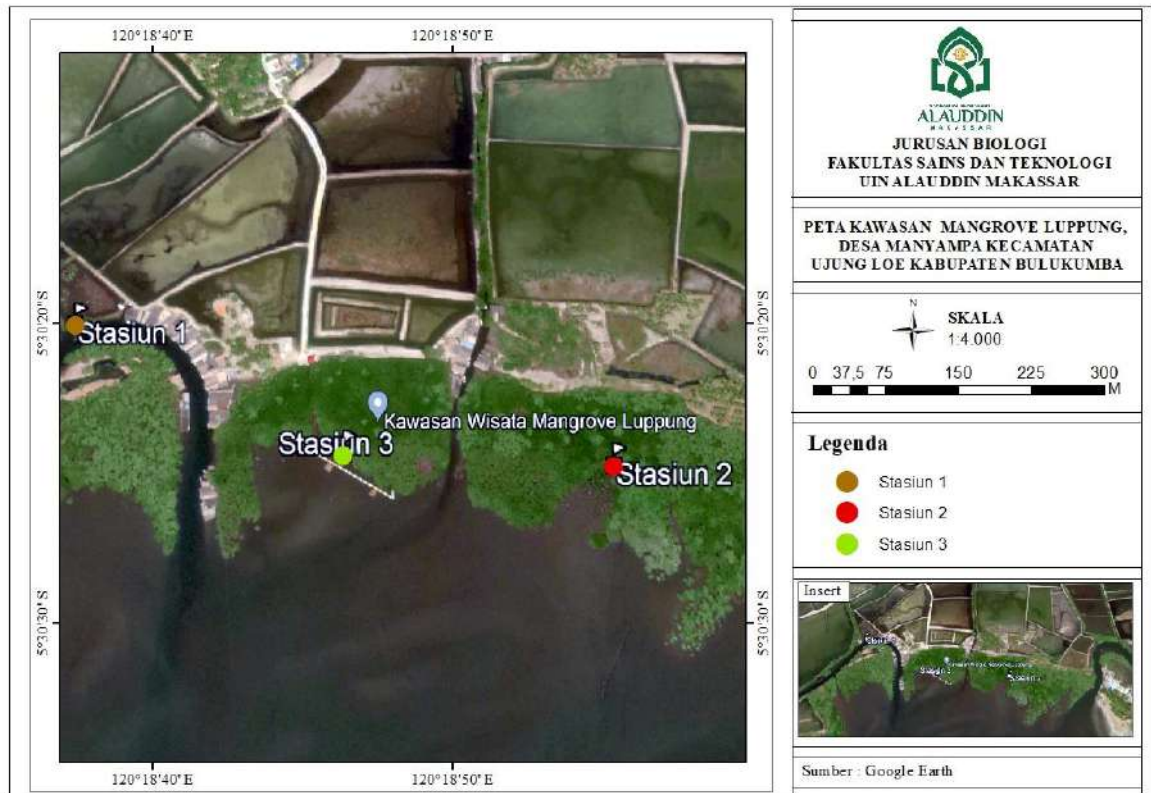 120°18'40"E
120°18'50"E
5°30'20"S
5°30'20"S
5°30'30"S
5°30'30"S
Stasiun 1
Kawasan Wisata Mangrove Luppung
Stasiun 3
Stasiun 2
120°18'40"E
120°18'50"E
ALAUDDIN
MAKASSAR
JURUSAN BIOLOGI
FAKULTAS SAINS DAN TEKNOLOGI
UIN ALAUDDIN MAKASSAR
PETA KAWASAN MANGROVE LUPPUNG,
DESA MANYAMPA KECAMATAN
UJUNG LOE KABUPATEN BULUKUMBA
N
SKALA
1:4.000
0 37,5 75 150 225 300
M
Legenda
Stasiun 1
Stasiun 2
Stasiun 3
Insert
Sumber : Google Earth